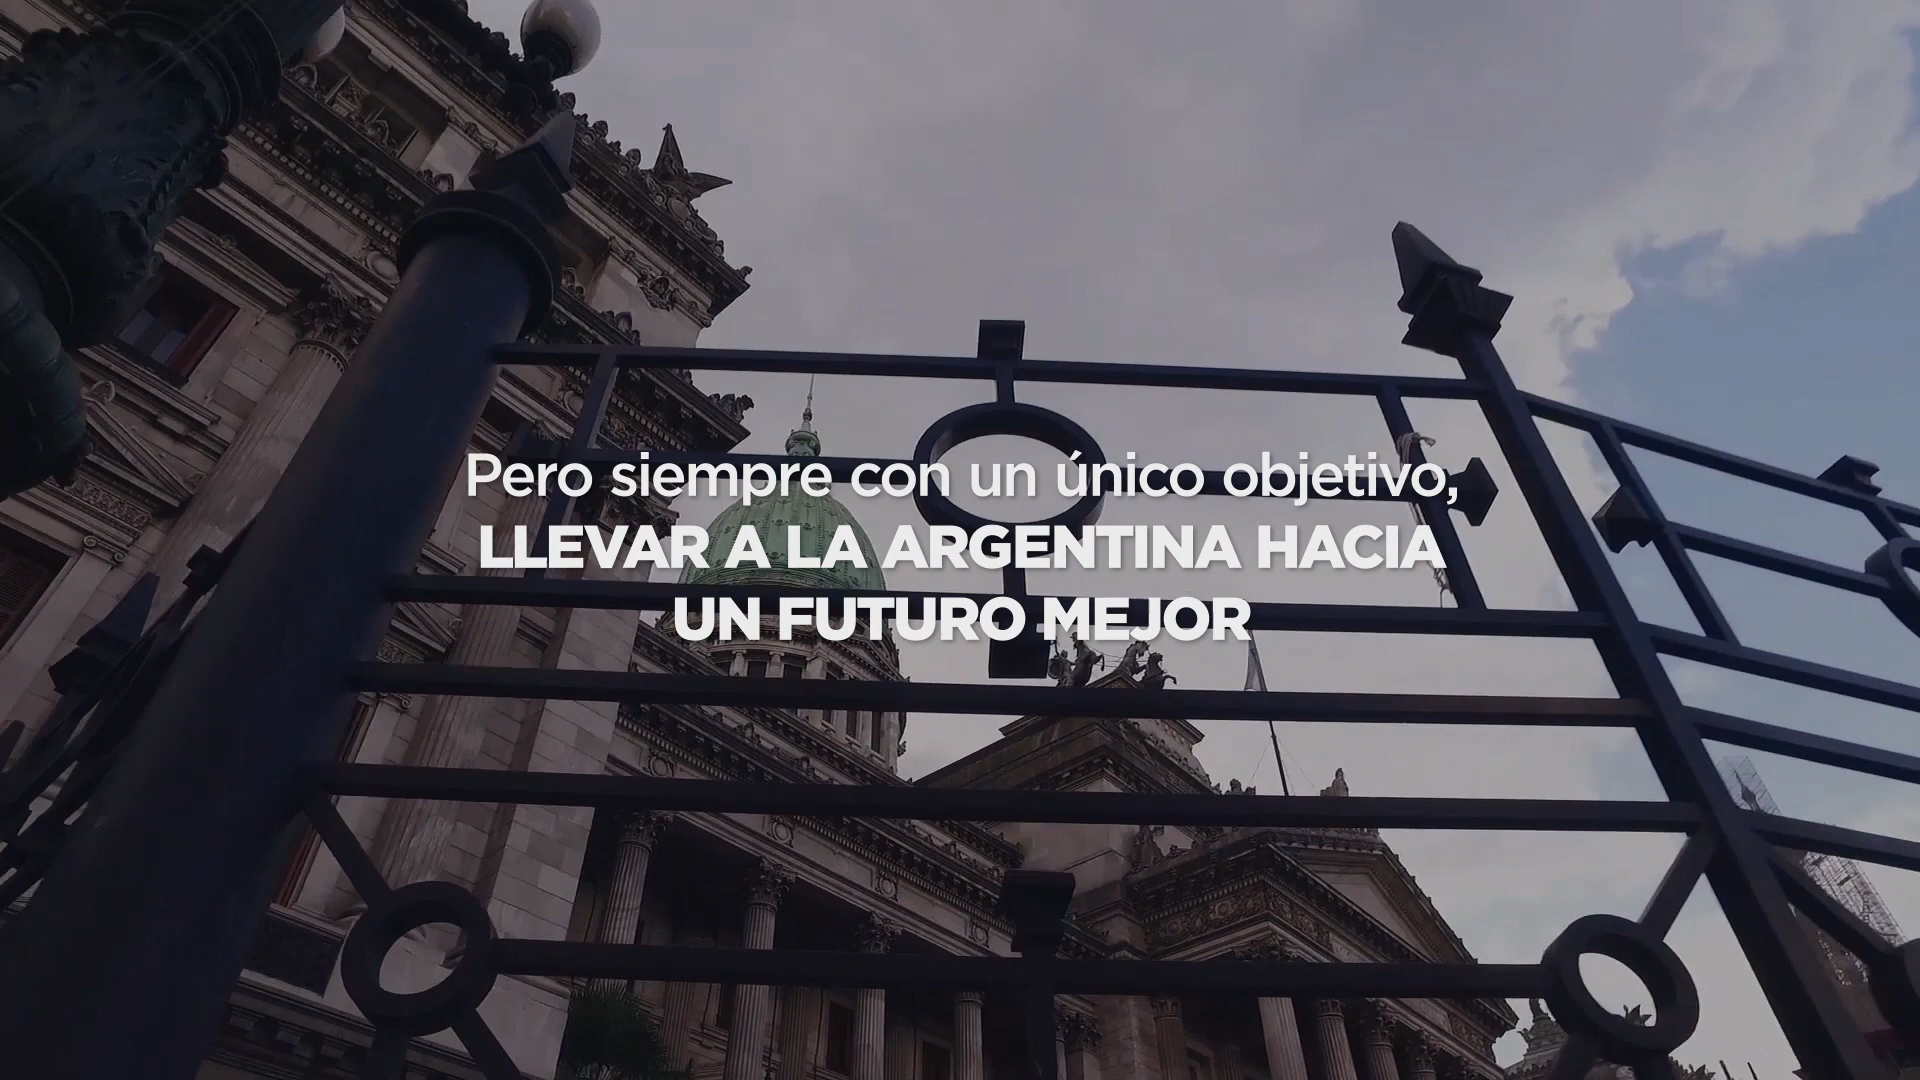 Pero siempre con un único objetivo,
LLEVAR A LA ARGENTINA HACIA
UN FUTURO MEJOR